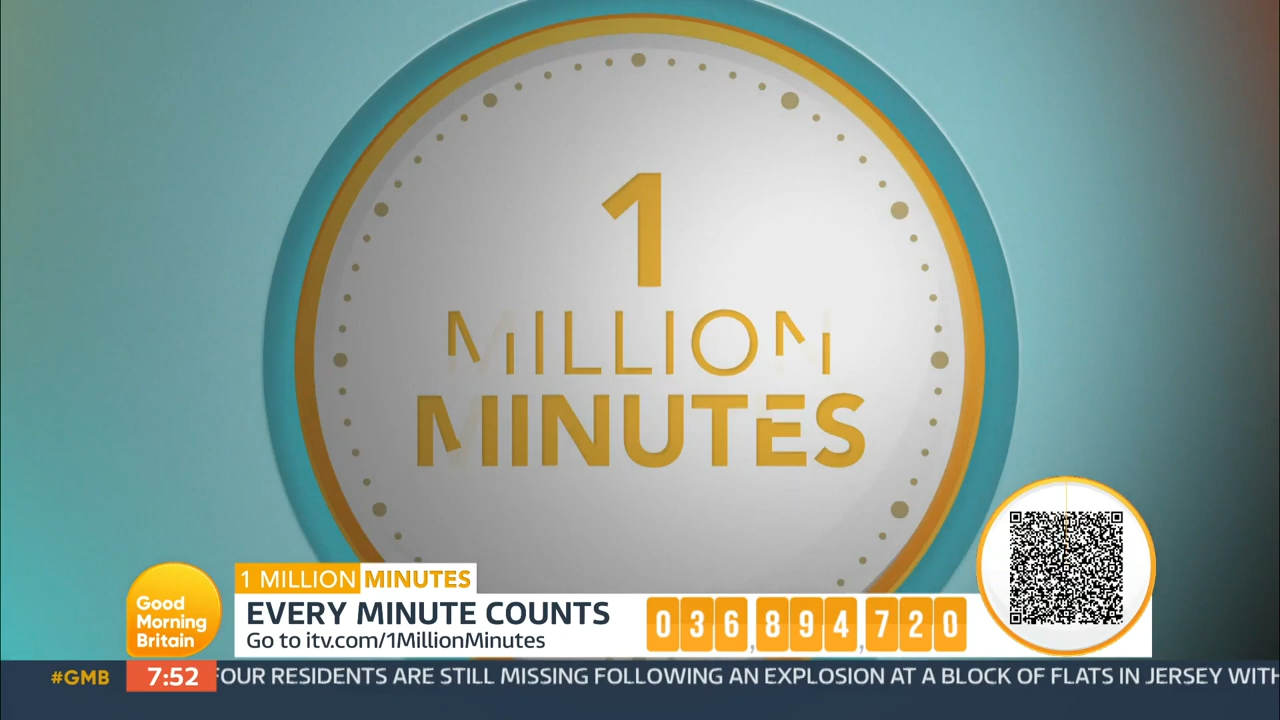 1
MILLION
MINUTES
1 MILLION MINUTES
EVERY MINUTE COUNTS
Go to itv.com/1MillionMinutes
036,894,720
Good
Morning
Britain
#GMB
7:52
FOUR RESIDENTS ARE STILL MISSING FOLLOWING AN EXPLOSION AT A BLOCK OF FLATS IN JERSEY WITH